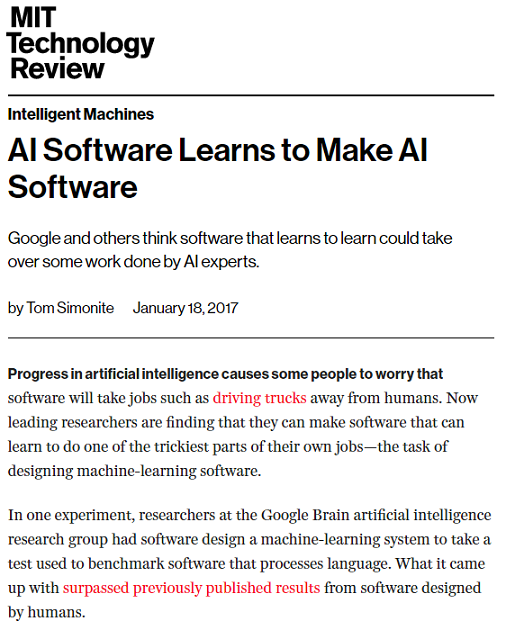 MIT
Technology
Review
Intelligent Machines
AI Software Learns to Make AI
Software
Google and others think software that learns to learn could take
over some work done by AI experts.
by Tom Simonite January 18, 2017
Progress in artificial intelligence causes some people to worry that
software will take jobs such as driving trucks away from humans. Now
leading researchers are finding that they can make software that can
learn to do one of the trickiest parts of their own jobs—the task of
designing machine-learning software.
In one experiment, researchers at the Google Brain artificial intelligence
research group had software design a machine-learning system to take a
test used to benchmark software that processes language. What it came
up with surpassed previously published results from software designed
by humans.